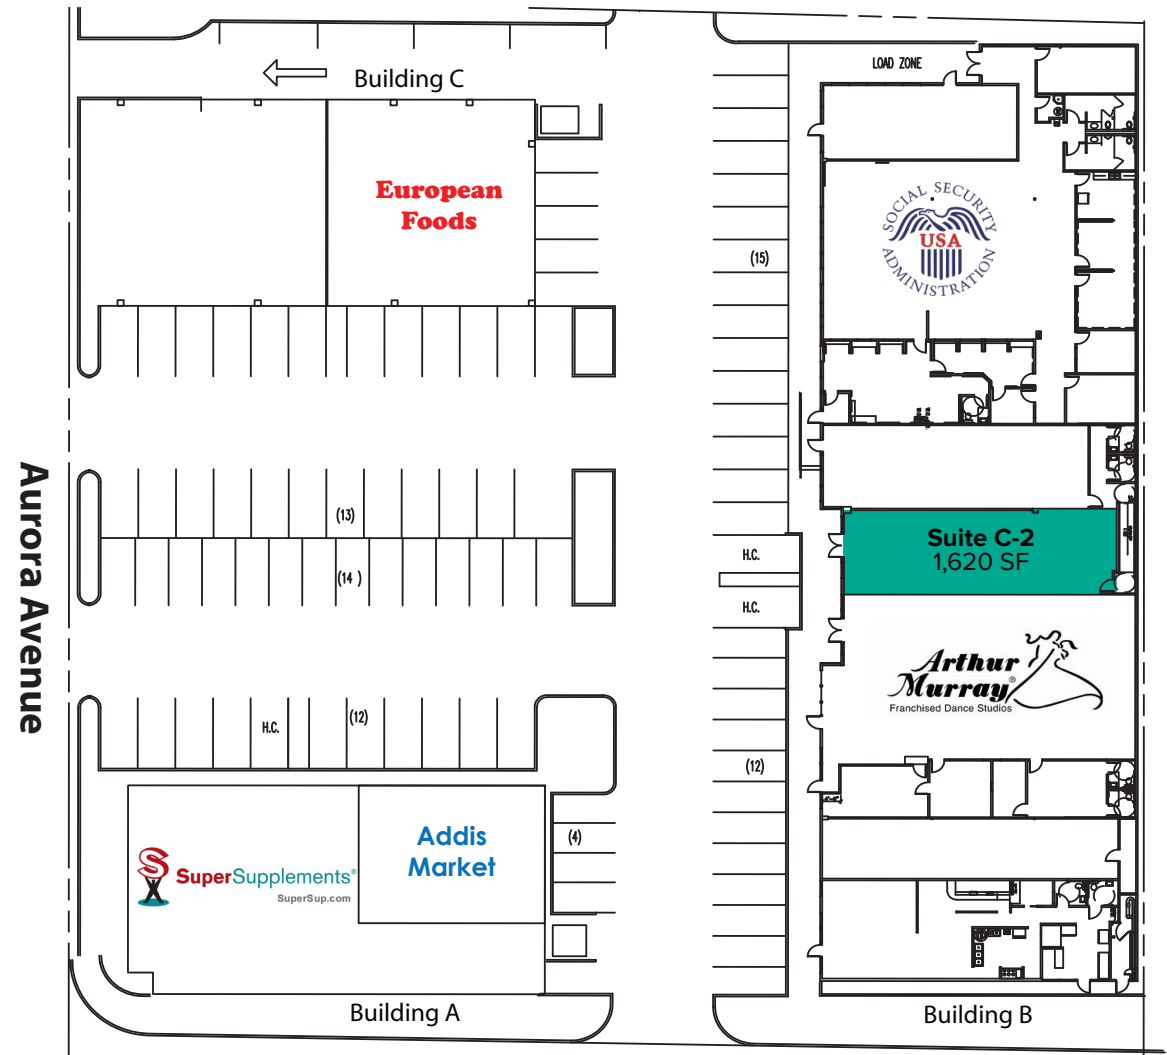 LOAD ZONE
Building C
European
Foods
SOCIAL SECURITY
USA
ADMINISTRATION
(15)
(13)
(14 )
H.C.
H.C.
Suite C-2
1,620 SF
Aurora Avenue
Arthur
Murray®
Franchised Dance Studios
H.C.
(12)
(12)
(4)
S
SuperSupplements®
SuperSup.com
Addis
Market
Building A
Building B